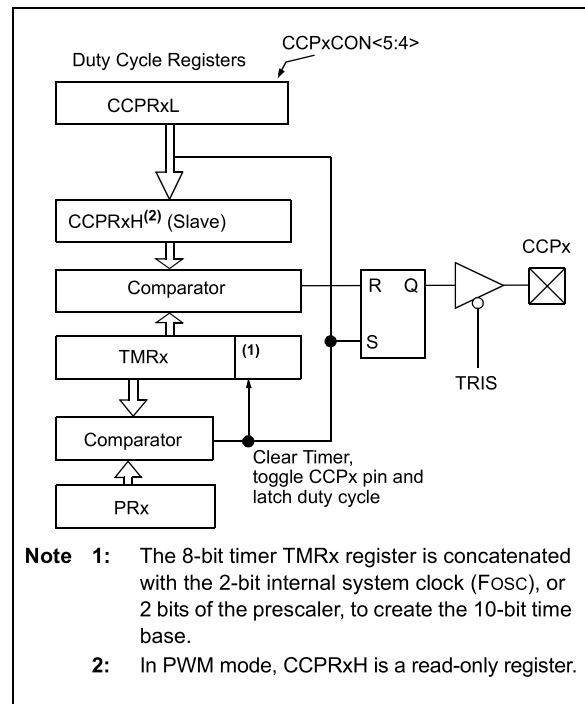 CCPxCON<5:4>
Duty Cycle Registers
CCPRxL
CCPRxH(2) (Slave)
CCPx
Comparator
R Q
TMRx
(1)
S
TRIS
Comparator
Clear Timer,
toggle CCPx pin and
latch duty cycle
PRx
Note 1: The 8-bit timer TMRx register is concatenated
with the 2-bit internal system clock (FOSC), or
2 bits of the prescaler, to create the 10-bit time
base.
2: In PWM mode, CCPRxH is a read-only register.